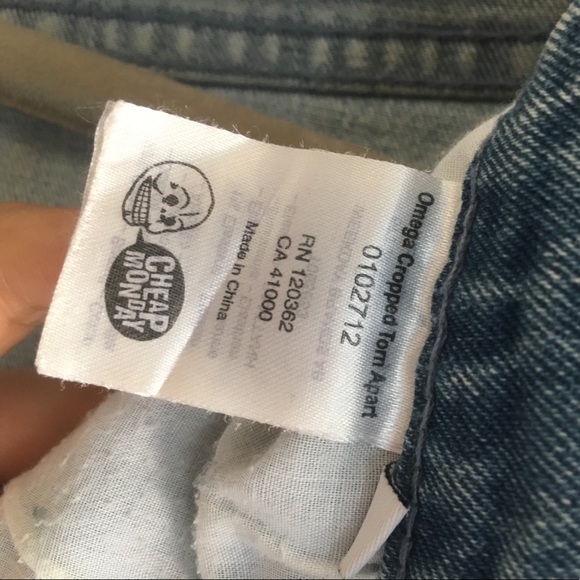 Omega Cropped Torn Apart
0102712
RN 120362
CA 41000
Made in China
CHEAP
MONDAY